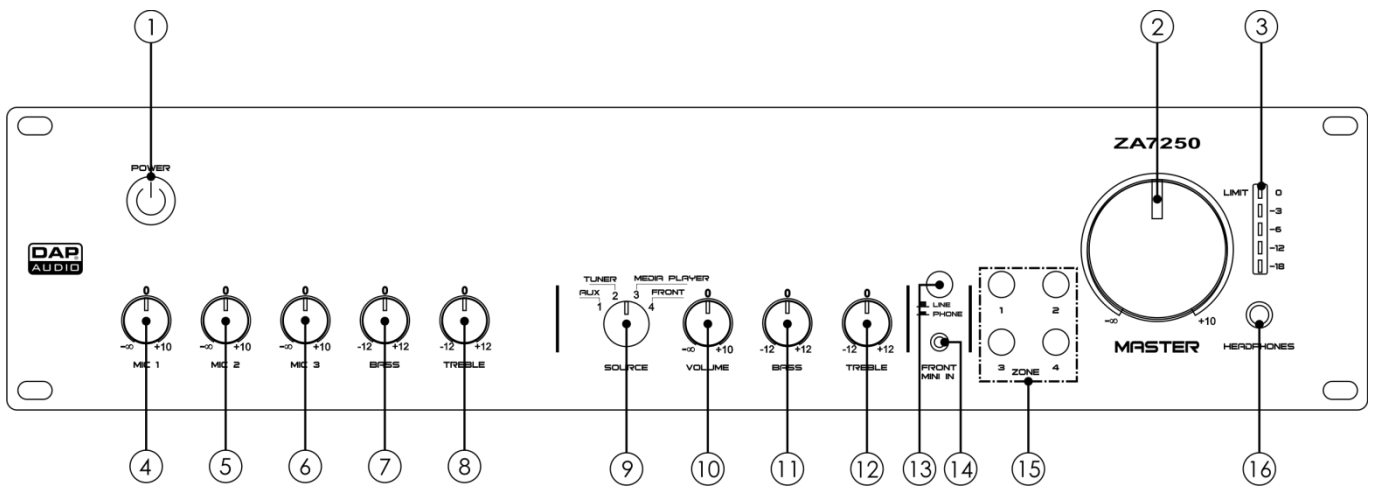 1
2
3
POWER
ZA7250
LIMIT 0
-3
-6
-12
-18
DAP®
AUDIO
0
-∞ +10
MIC 1
0
-∞ +10
MIC 2
0
-∞ +10
MIC 3
0
-12 +12
BASS
0
-12 +12
TREBLE
AUX TUNER MEDIA PLAYER FRONT
1 2 3 4
SOURCE
0
-∞ +10
VOLUME
0
-12 +12
BASS
0
-12 +12
TREBLE
LINE
PHONE
FRONT
MINI IN
1 2
3 4
ZONE
-∞ +10
MASTER
HEADPHONES
4
5
6
7
8
9
10
11
12
13
14
15
16